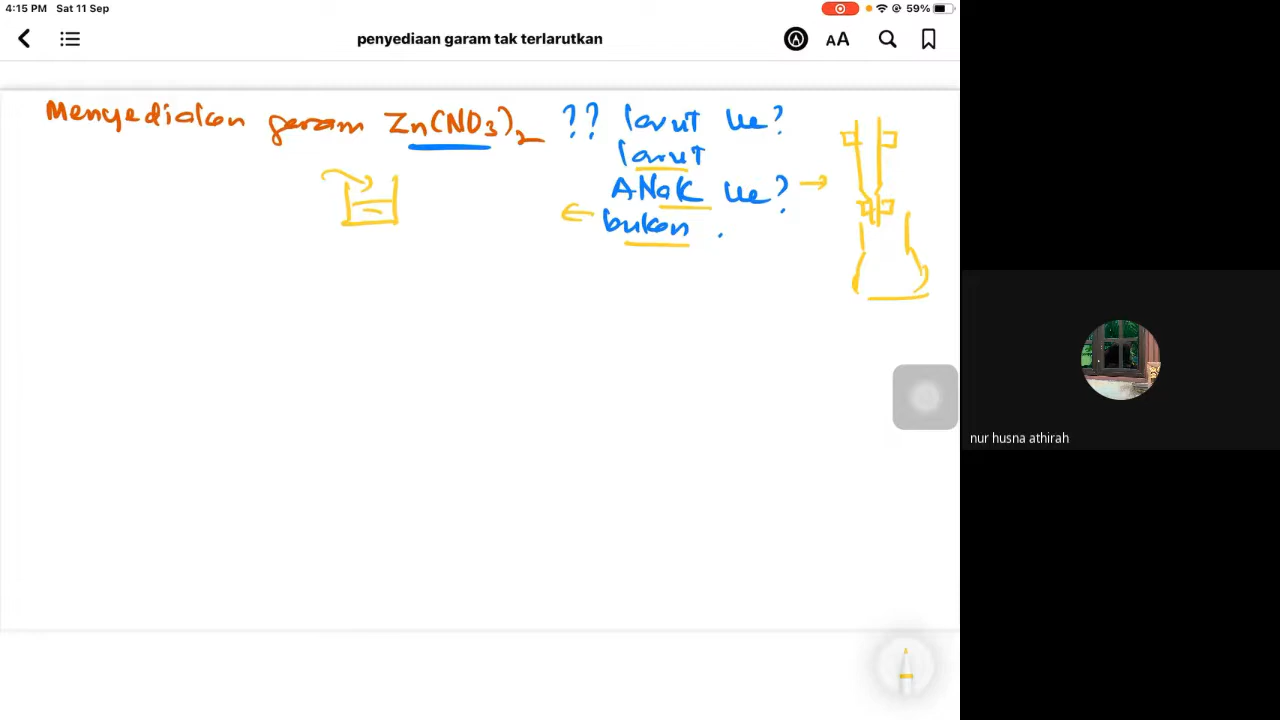 4:15 PM Sat 11 Sep
59%
AA
penyediaan garam tak terlarutkan
Menyediakan garam Zn(NO3)2 ?? larut ke?
larut
ANaK ke? →
← bukan .
nur husna athirah